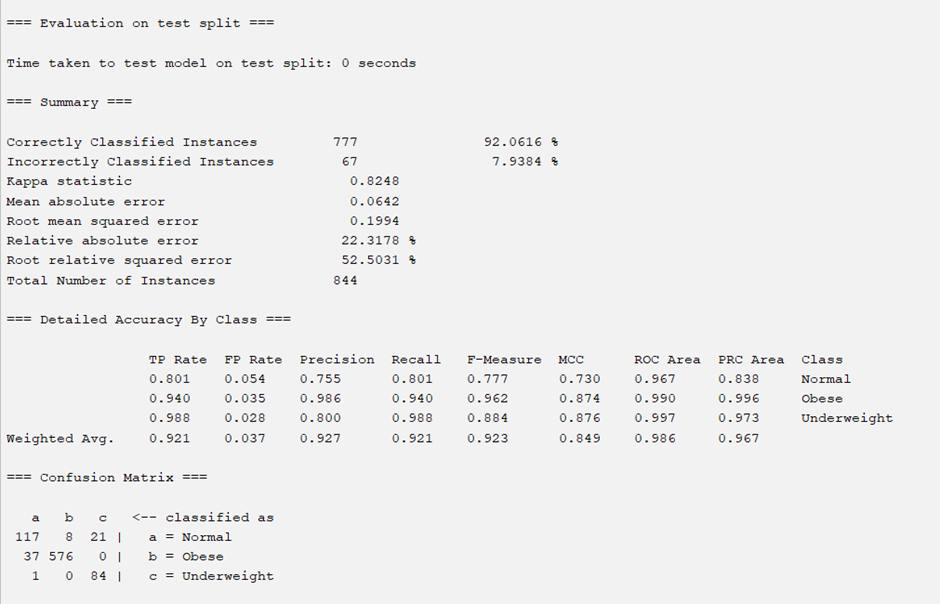 === Evaluation on test split ===
Time taken to test model on test split: 0 seconds
=== Summary ===
Correctly Classified Instances         777               92.0616 %
Incorrectly Classified Instances        67                7.9384 %
Kappa statistic                          0.8248
Mean absolute error                      0.0642
Root mean squared error                  0.1994
Relative absolute error                 22.3178 %
Root relative squared error             52.5031 %
Total Number of Instances              844
=== Detailed Accuracy By Class ===
                 TP Rate  FP Rate  Precision  Recall   F-Measure  MCC      ROC Area  PRC Area  Class
                 0.801    0.054    0.755      0.801    0.777      0.730    0.967     0.838     Normal
                 0.940    0.035    0.986      0.940    0.962      0.874    0.990     0.996     Obese
                 0.988    0.028    0.800      0.988    0.884      0.876    0.997     0.973     Underweight
Weighted Avg.    0.921    0.037    0.927      0.921    0.923      0.849    0.986     0.967
=== Confusion Matrix ===
   a   b   c   <-- classified as
 117   8  21 |   a = Normal
  37 576   0 |   b = Obese
   1   0  84 |   c = Underweight